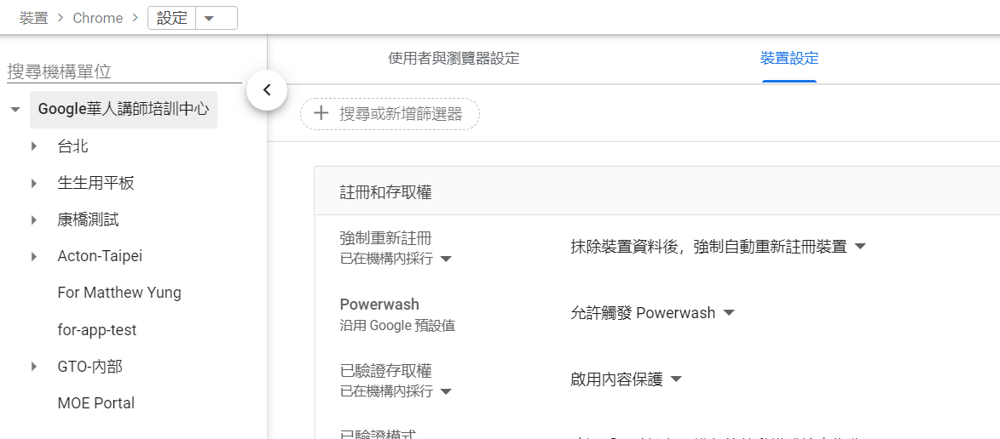 裝置 > Chrome > 設定
搜尋機構單位
Google華人講師培訓中心
台北
生生用平板
康橋測試
Acton-Taipei
For Matthew Yung
for-app-test
GTO-內部
MOE Portal
使用者與瀏覽器設定
裝置設定
搜尋或新增篩選器
註冊和存取權
強制重新註冊
已在機構內採行
抹除裝置資料後，強制自動重新註冊裝置
Powerwash
沿用 Google 預設值
允許觸發 Powerwash
已驗證存取權
已在機構內採行
啟用內容保護
已驗證模式